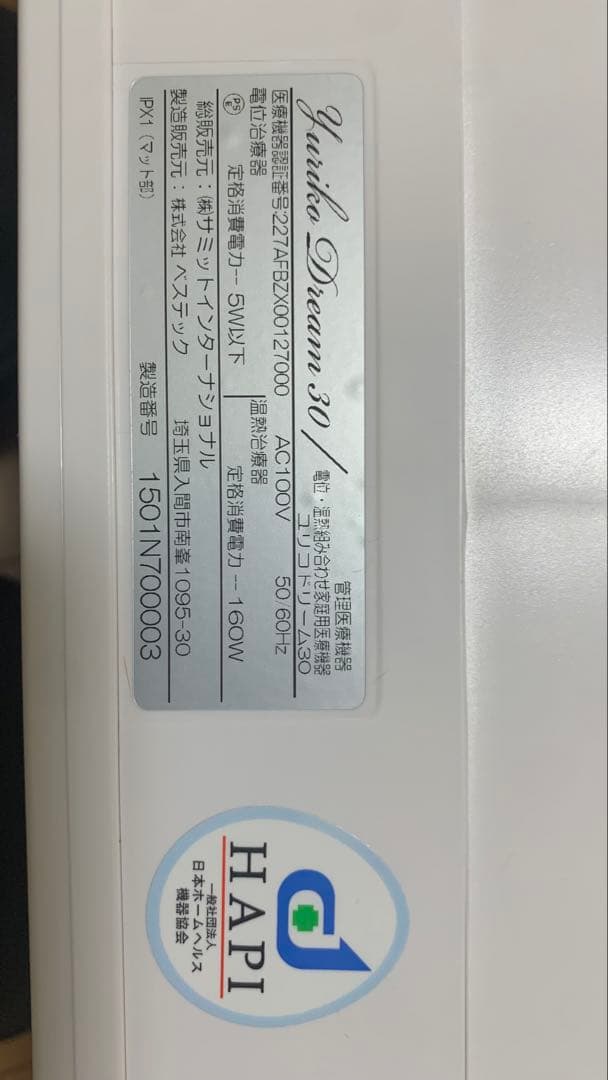 Yuriko Dream 30
管理医療機器
電位・温熱組み合わせ家庭用医療機器
ユリコドリーム30
医療機器認証番号:227AFBZX00127000 AC100V 50/60Hz
電位治療器
定格消費電力-- 5W以下
温熱治療器
定格消費電力-- 160W
PS
E
総販売元:㈱サミットインターナショナル
製造販売元:株式会社 ベステック 埼玉県入間市南峯1095-30
IPX1(マット部) 製造番号 1501N700003
HAPI
一般社団法人
日本ホームヘルス
機器協会